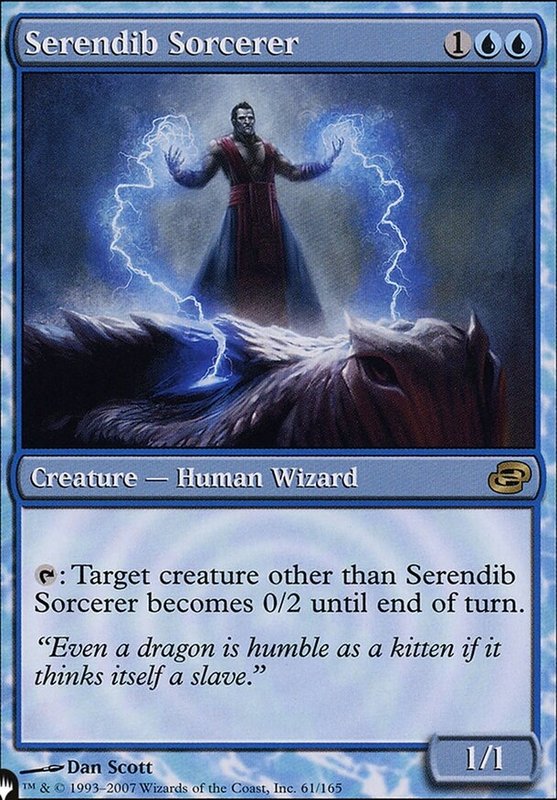 Serendib Sorcerer 1
Creature — Human Wizard
: Target creature other than Serendib
Sorcerer becomes 0/2 until end of turn.
“Even a dragon is humble as a kitten if it
thinks itself a slave.”
1/1
Dan Scott
™ & © 1993–2007 Wizards of the Coast, Inc. 61/165